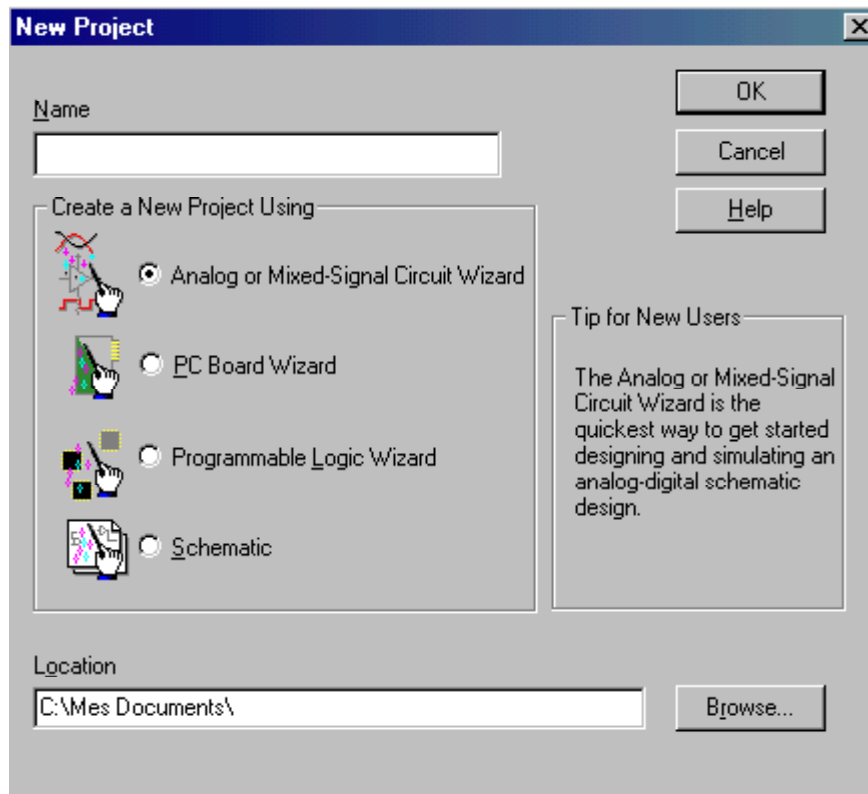 New Project
Name
OK
Cancel
Help
Create a New Project Using
Analog or Mixed-Signal Circuit Wizard
PC Board Wizard
Programmable Logic Wizard
Schematic
Tip for New Users
The Analog or Mixed-Signal
Circuit Wizard is the
quickest way to get started
designing and simulating an
analog-digital schematic
design.
Location
C:\Mes Documents\
Browse...